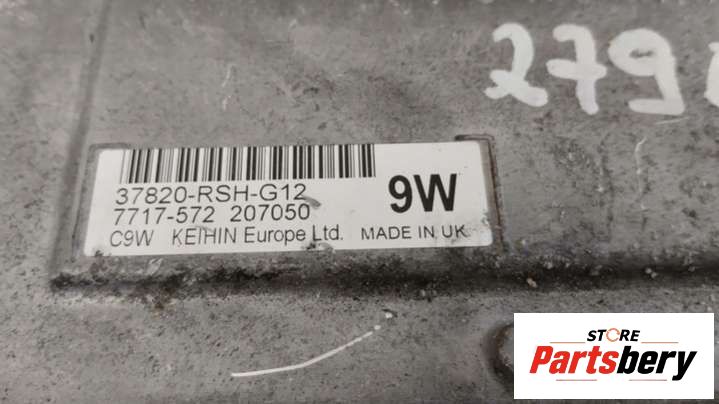 279
37820-RSH-G12
7717-572 207050
9W
C9W KEIHIN Europe Ltd. MADE IN UK
STORE
Partsbery